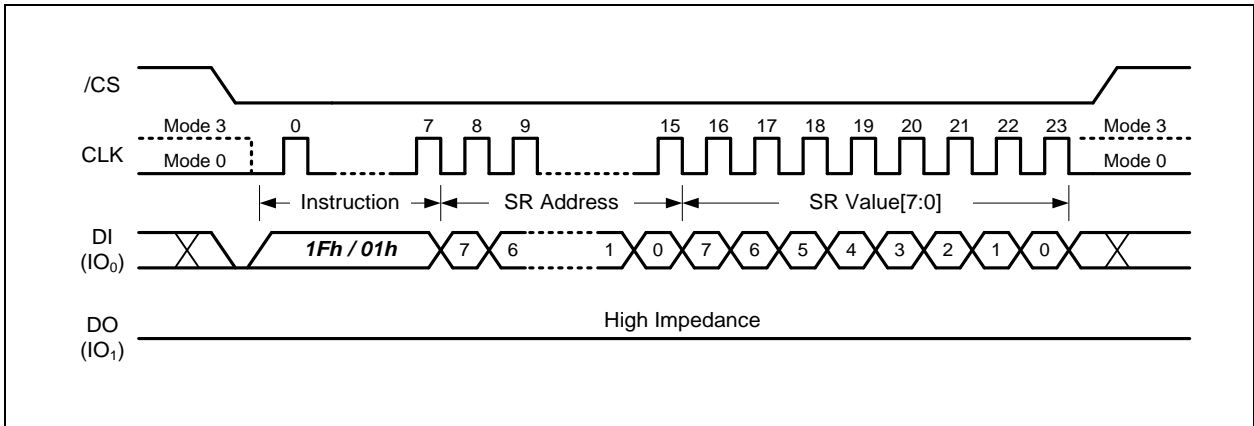 /CS
Mode 3 0 7 8 9 15 16 17 18 19 20 21 22 23 Mode 3
CLK
Mode 0 Mode 0
Instruction SR Address SR Value[7:0]
DI
(IO₀)
1Fh / 01h 7 6 1 0 7 6 5 4 3 2 1 0
High Impedance
DO
(IO₁)